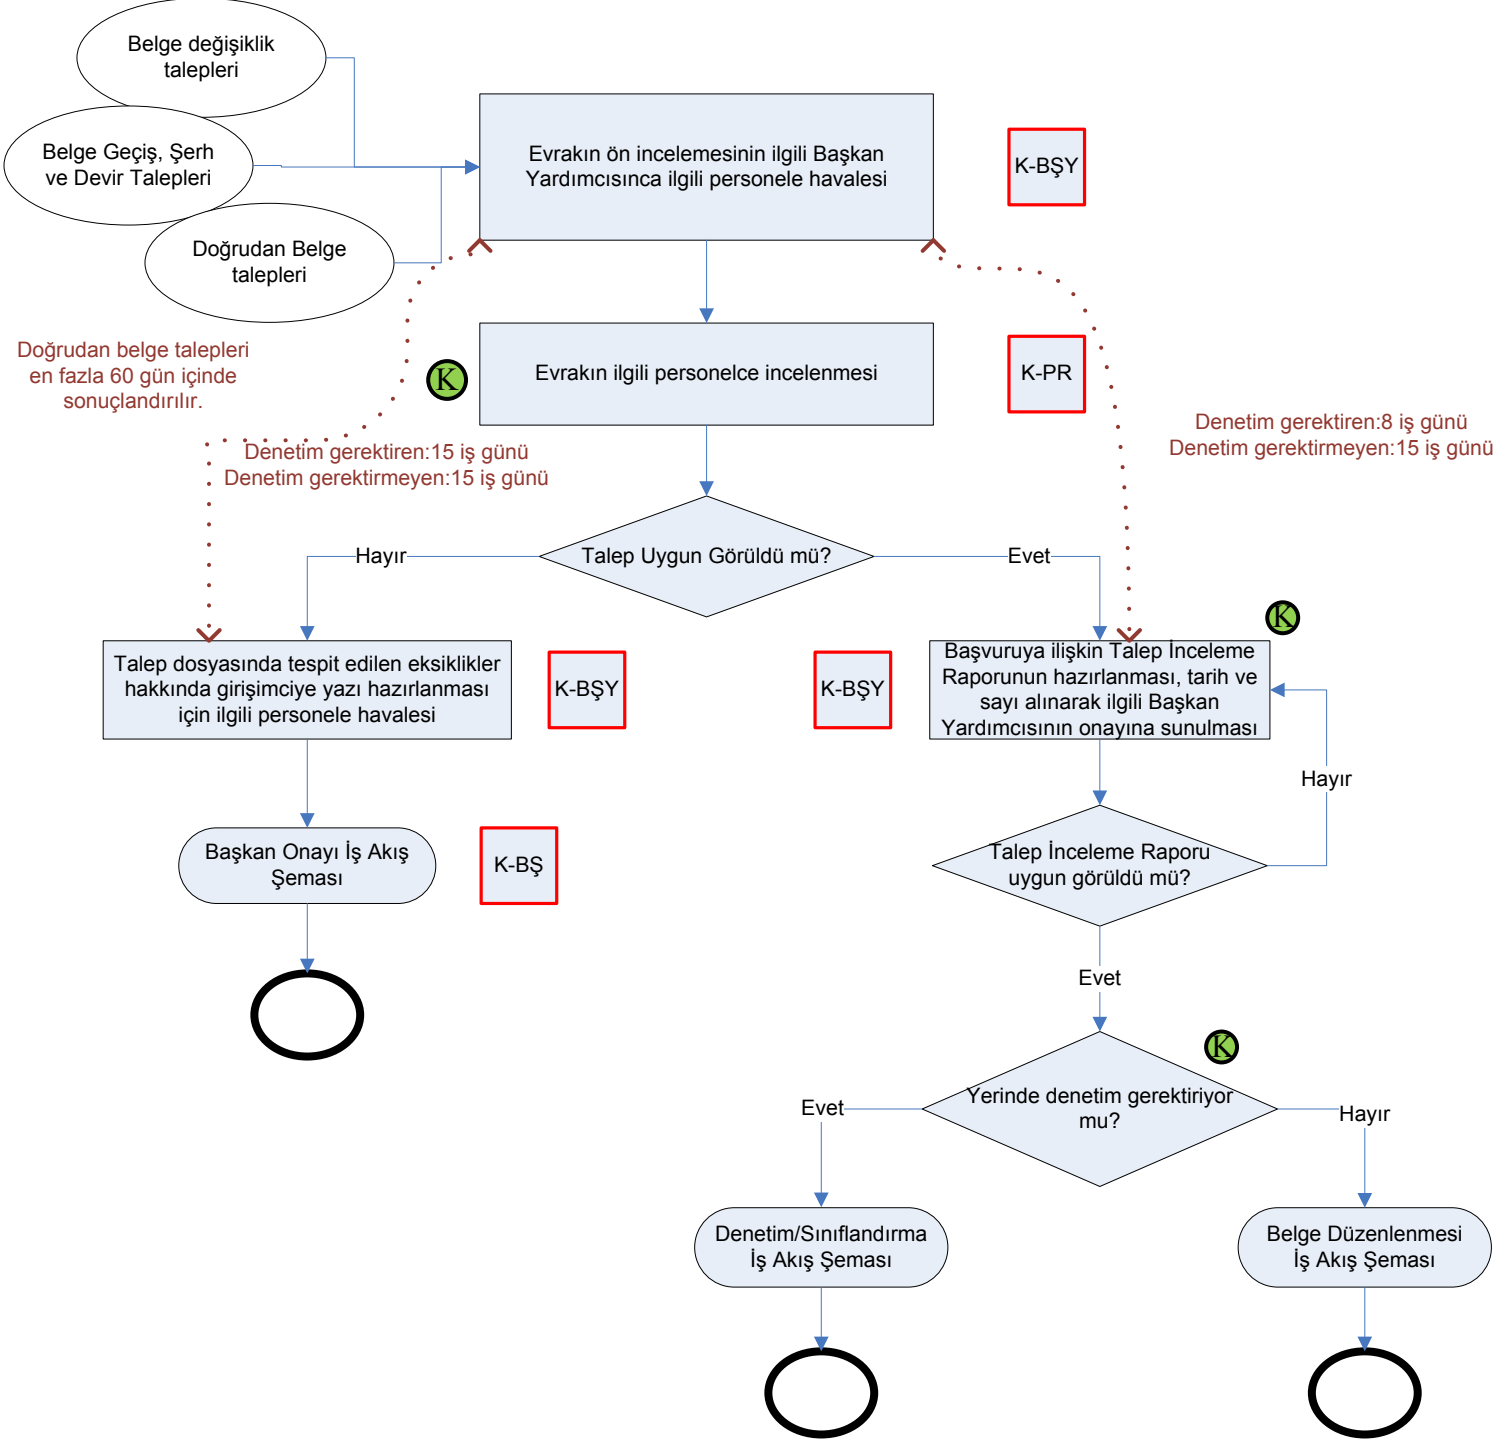 Belge değişiklik
talepleri
Belge Geçiş, Şerh
ve Devir Talepleri
Doğrudan Belge
talepleri
Evrakın ön incelemesinin ilgili Başkan
Yardımcısınca ilgili personele havalesi
K-BŞY
Doğrudan belge talepleri
en fazla 60 gün içinde
sonuçlandırılır.
K
Evrakın ilgili personelce incelenmesi
K-PR
Denetim gerektiren:15 iş günü
Denetim gerektirmeyen:15 iş günü
Denetim gerektiren:8 iş günü
Denetim gerektirmeyen:15 iş günü
Hayır
Talep Uygun Görüldü mü?
Evet
K
Talep dosyasında tespit edilen eksiklikler
hakkında girişimciye yazı hazırlanması
için ilgili personele havalesi
K-BŞY
K-BŞY
Başvuruya ilişkin Talep İnceleme
Raporunun hazırlanması, tarih ve
sayı alınarak ilgili Başkan
Yardımcısının onayına sunulması
Hayır
Başkan Onayı İş Akış
Şeması
K-BŞ
Talep İnceleme Raporu
uygun görüldü mü?
Evet
K
Yerinde denetim gerektiriyor
mu?
Evet
Hayır
Denetim/Sınıflandırma
İş Akış Şeması
Belge Düzenlenmesi
İş Akış Şeması